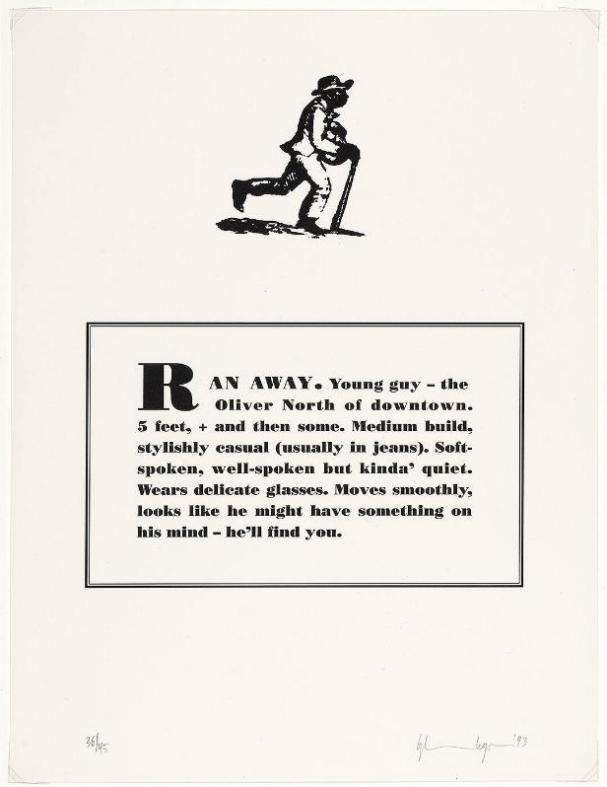 RAN AWAY. Young guy – the
Oliver North of downtown.
5 feet, + and then some. Medium build,
stylishly casual (usually in jeans). Soft-
spoken, well-spoken but kinda’ quiet.
Wears delicate glasses. Moves smoothly,
looks like he might have something on
his mind – he’ll find you.
36/45 '93